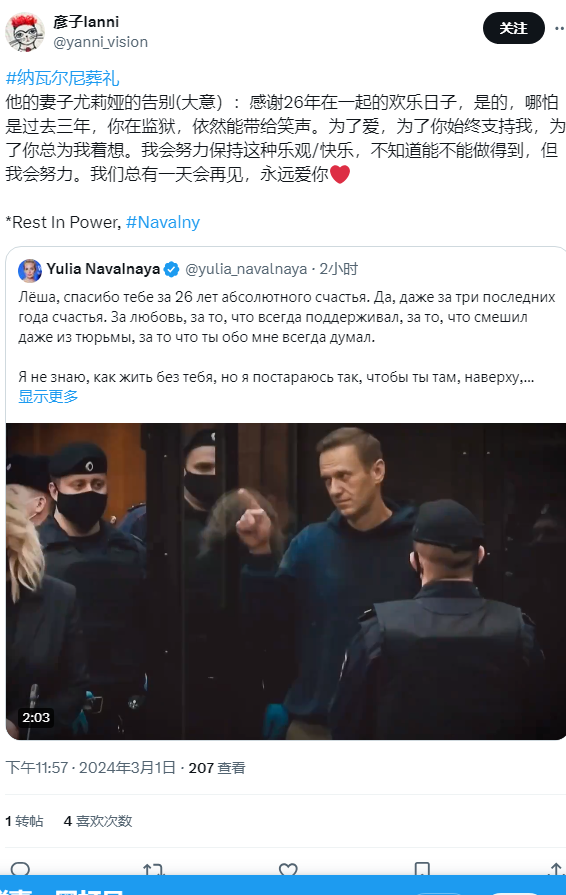 彥子Ianni
@yanni_vision
关注
#纳瓦尔尼葬礼
他的妻子尤莉娅的告别(大意）：感谢26年在一起的欢乐日子，是的，哪怕
是过去三年，你在监狱，依然能带给笑声。为了爱，为了你始终支持我，为
了你总为我着想。我会努力保持这种乐观/快乐，不知道能不能做得到，但
我会努力。我们总有一天会再见，永远爱你❤️
*Rest In Power, #Navalny
Yulia Navalnaya @yulia_navalnaya · 2小时
Лёша, спасибо тебе за 26 лет абсолютного счастья. Да, даже за три последних
года счастья. За любовь, за то, что всегда поддерживал, за то, что смешил
даже из тюрьмы, за то что ты обо мне всегда думал.
Я не знаю, как жить без тебя, но я постараюсь так, чтобы ты там, наверху,...
显示更多
2:03
下午11:57 · 2024年3月1日 · 207 查看
1 转帖 4 喜欢次数